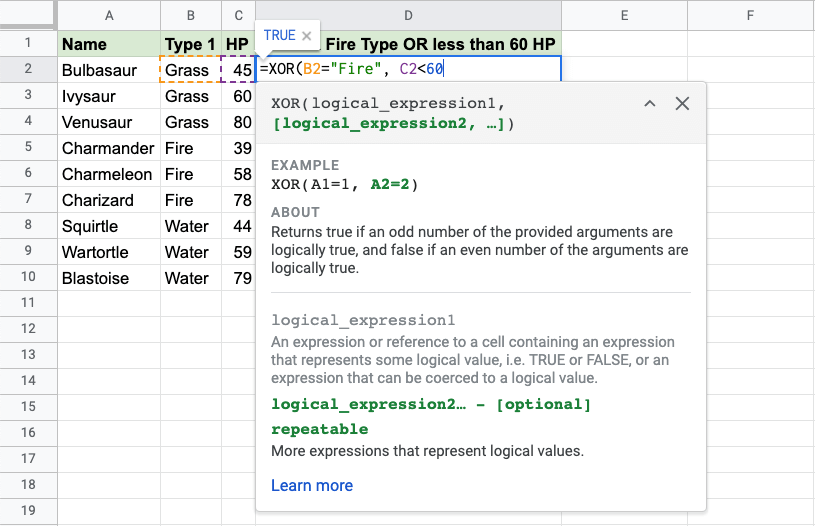 A B C D E F
TRUE ×
1 Name Type 1 HP Fire Type OR less than 60 HP
2 Bulbasaur Grass 45 =XOR(B2="Fire", C2<60
3 Ivysaur Grass 60
4 Venusaur Grass 80
5 Charmander Fire 39
6 Charmeleon Fire 58
7 Charizard Fire 78
8 Squirtle Water 44
9 Wartortle Water 59
10 Blastoise Water 79
11
12
13
14
15
16
17
18
19
XOR(logical_expression1,
[logical_expression2, …])
EXAMPLE
XOR(A1=1, A2=2)
ABOUT
Returns true if an odd number of the provided arguments are
logically true, and false if an even number of the arguments are
logically true.
logical_expression1
An expression or reference to a cell containing an expression
that represents some logical value, i.e. TRUE or FALSE, or an
expression that can be coerced to a logical value.
logical_expression2… - [optional]
repeatable
More expressions that represent logical values.
Learn more